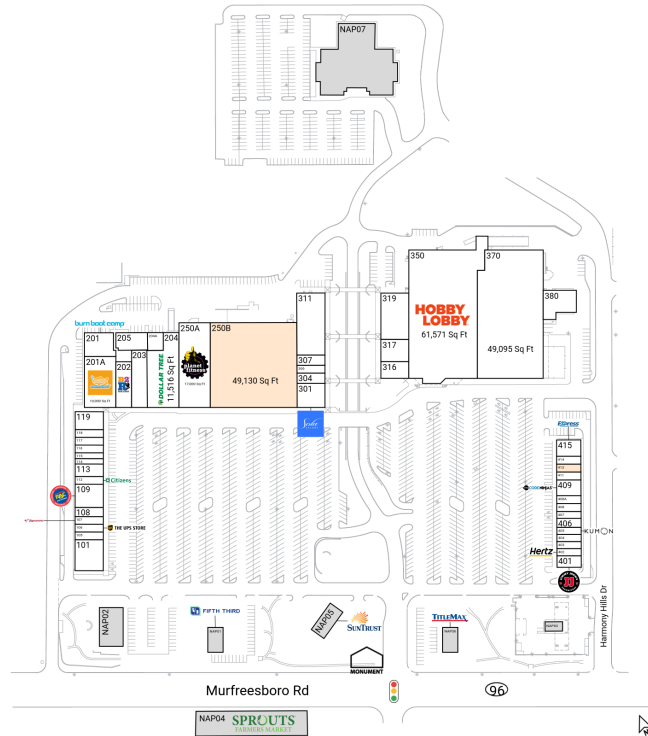 NAP07
350
370
311
319
380
HOBBY
LOBBY
61,571 Sq Ft
49,095 Sq Ft
burn boot camp
250A
250B
201
205
204
317
201A
203
202
DOLLAR TREE
11,516 Sq Ft
planet
fitness
49,130 Sq Ft
307
304
301
316
119
113
Citizens
109
108
107
106
THE UPS STORE
101
Express
415
409
406
KUMON
Hertz
401
JJ
NAP02
FIFTH THIRD
NAP05
SUNTRUST
TITLEMAX
MONUMENT
Harmony Hills Dr
Murfreesboro Rd
96
NAP04
SPROUTS
FARMERS MARKET